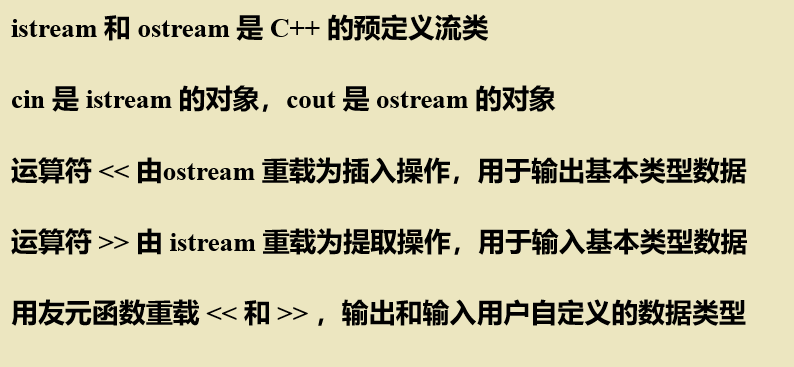 istream 和 ostream 是 C++ 的预定义流类
cin 是 istream 的对象，cout 是 ostream 的对象
运算符 << 由ostream 重载为插入操作，用于输出基本类型数据
运算符 >> 由 istream 重载为提取操作，用于输入基本类型数据
用友元函数重载 << 和 >> ，输出和输入用户自定义的数据类型